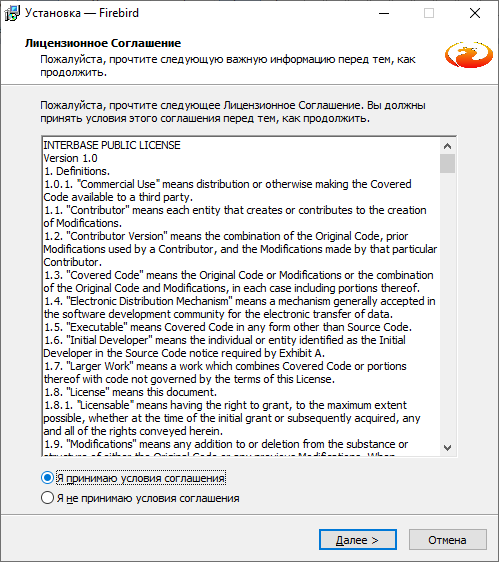 Установка — Firebird
Лицензионное Соглашение
Пожалуйста, прочтите следующую важную информацию перед тем, как
продолжить.
Пожалуйста, прочтите следующее Лицензионное Соглашение. Вы должны
принять условия этого соглашения перед тем, как продолжить.
INTERBASE PUBLIC LICENSE
Version 1.0
1. Definitions.
1.0.1. "Commercial Use" means distribution or otherwise making the Covered
Code available to a third party.
1.1. "Contributor" means each entity that creates or contributes to the creation
of Modifications.
1.2. "Contributor Version" means the combination of the Original Code, prior
Modifications used by a Contributor, and the Modifications made by that particular
Contributor.
1.3. "Covered Code" means the Original Code or Modifications or the combination
of the Original Code and Modifications, in each case including portions thereof.
1.4. "Electronic Distribution Mechanism" means a mechanism generally accepted in
the software development community for the electronic transfer of data.
1.5. "Executable" means Covered Code in any form other than Source Code.
1.6. "Initial Developer" means the individual or entity identified as the Initial
Developer in the Source Code notice required by Exhibit A.
1.7. "Larger Work" means a work which combines Covered Code or portions
thereof with code not governed by the terms of this License.
1.8. "License" means this document.
1.8.1. "Licensable" means having the right to grant, to the maximum extent
possible, whether at the time of the initial grant or subsequently acquired, any
and all of the rights conveyed herein.
1.9. "Modifications" means any addition to or deletion from the substance or
structure of either the Original Code or any previous Modifications. When
Я принимаю условия соглашения
Я не принимаю условия соглашения
Далее >
Отмена